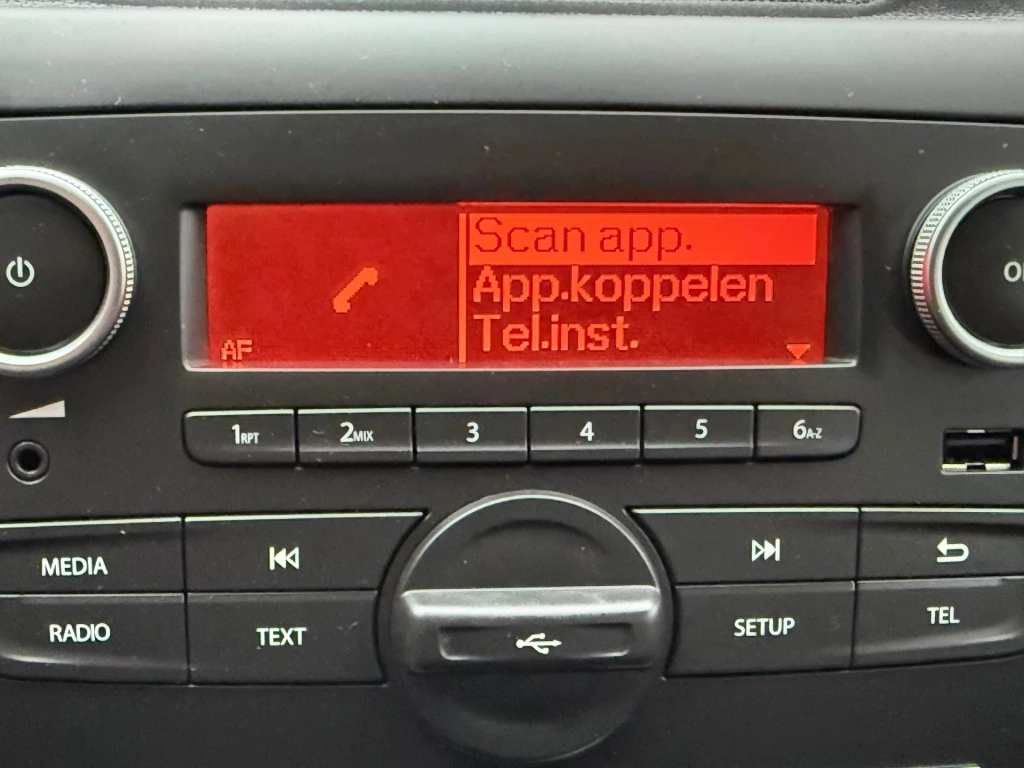 Scan app.
App.koppelen
Tel.inst.
AF
1RPT 2MIX 3 4 5 6A-Z
MEDIA
RADIO
TEXT
SETUP
TEL